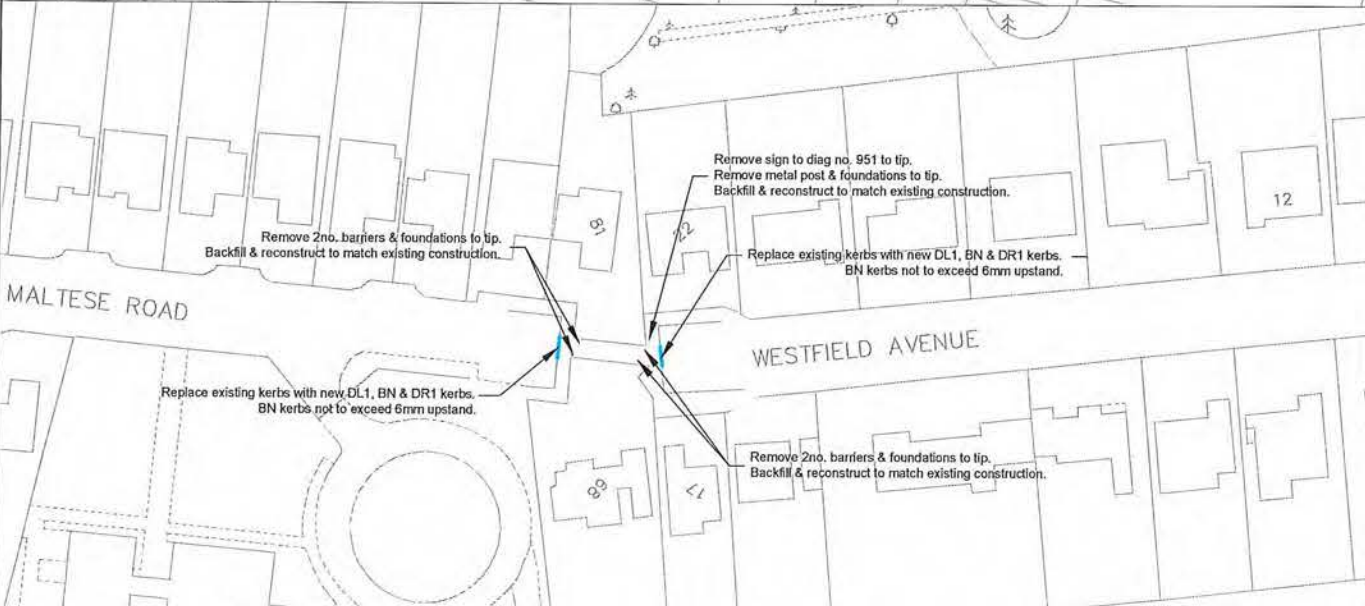 Remove sign to diag no. 951 to tip.
Remove metal post & foundations to tip.
Backfill & reconstruct to match existing construction.
12
81
22
Remove 2no. barriers & foundations to tip.
Backfill & reconstruct to match existing construction.
Replace existing kerbs with new DL1, BN & DR1 kerbs.
BN kerbs not to exceed 6mm upstand.
MALTESE ROAD
WESTFIELD AVENUE
Replace existing kerbs with new DL1, BN & DR1 kerbs.
BN kerbs not to exceed 6mm upstand.
Remove 2no. barriers & foundations to tip.
Backfill & reconstruct to match existing construction.
68
17